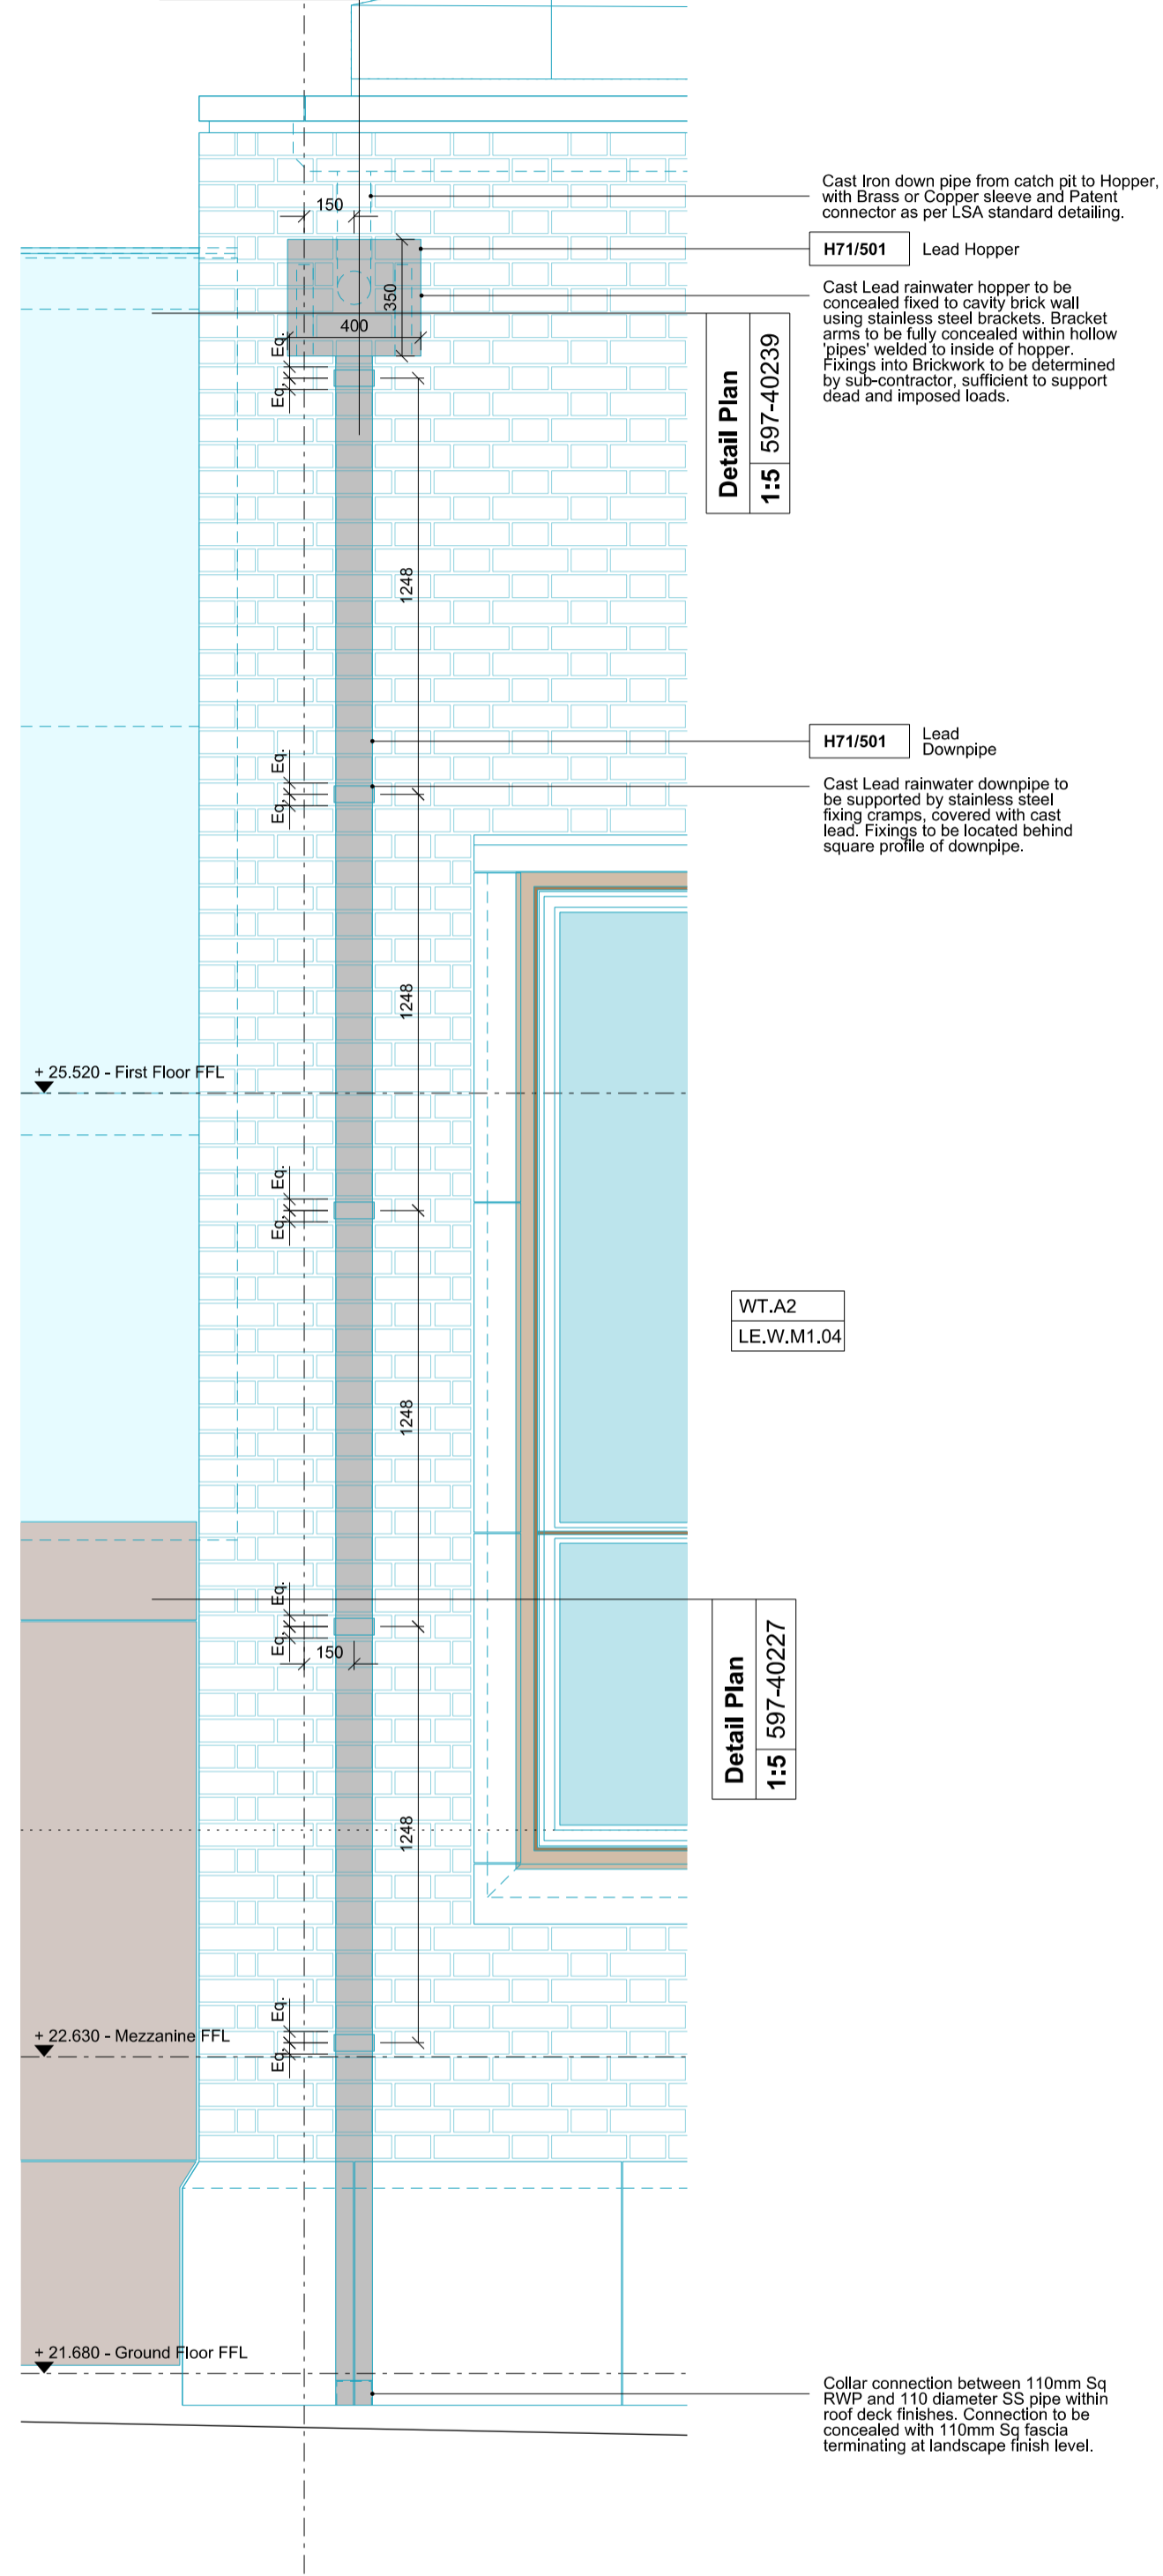 Cast Iron down pipe from catch pit to Hopper,
with Brass or Copper sleeve and Patent
connector as per LSA standard detailing.
150
H71/501
Lead Hopper
350
400
Cast Lead rainwater hopper to be
concealed fixed to cavity brick wall
using stainless steel brackets. Bracket
arms to be fully concealed within hollow
'pipes' welded to inside of hopper.
Fixings into Brickwork to be determined
by sub-contractor, sufficient to support
dead and imposed loads.
Eq.
Eq.
Detail Plan
1:5 597-40239
1248
H71/501
Lead
Downpipe
Eq.
Eq.
Cast Lead rainwater downpipe to
be supported by stainless steel
fixing cramps, covered with cast
lead. Fixings to be located behind
square profile of downpipe.
1248
+ 25.520 - First Floor FFL
Eq.
Eq.
WT.A2
LE.W.M1.04
1248
Eq.
Eq.
150
Detail Plan
1:5 597-40227
1248
Eq.
Eq.
+ 22.630 - Mezzanine FFL
+ 21.680 - Ground Floor FFL
Collar connection between 110mm Sq
RWP and 110 diameter SS pipe within
roof deck finishes. Connection to be
concealed with 110mm Sq fascia
terminating at landscape finish level.